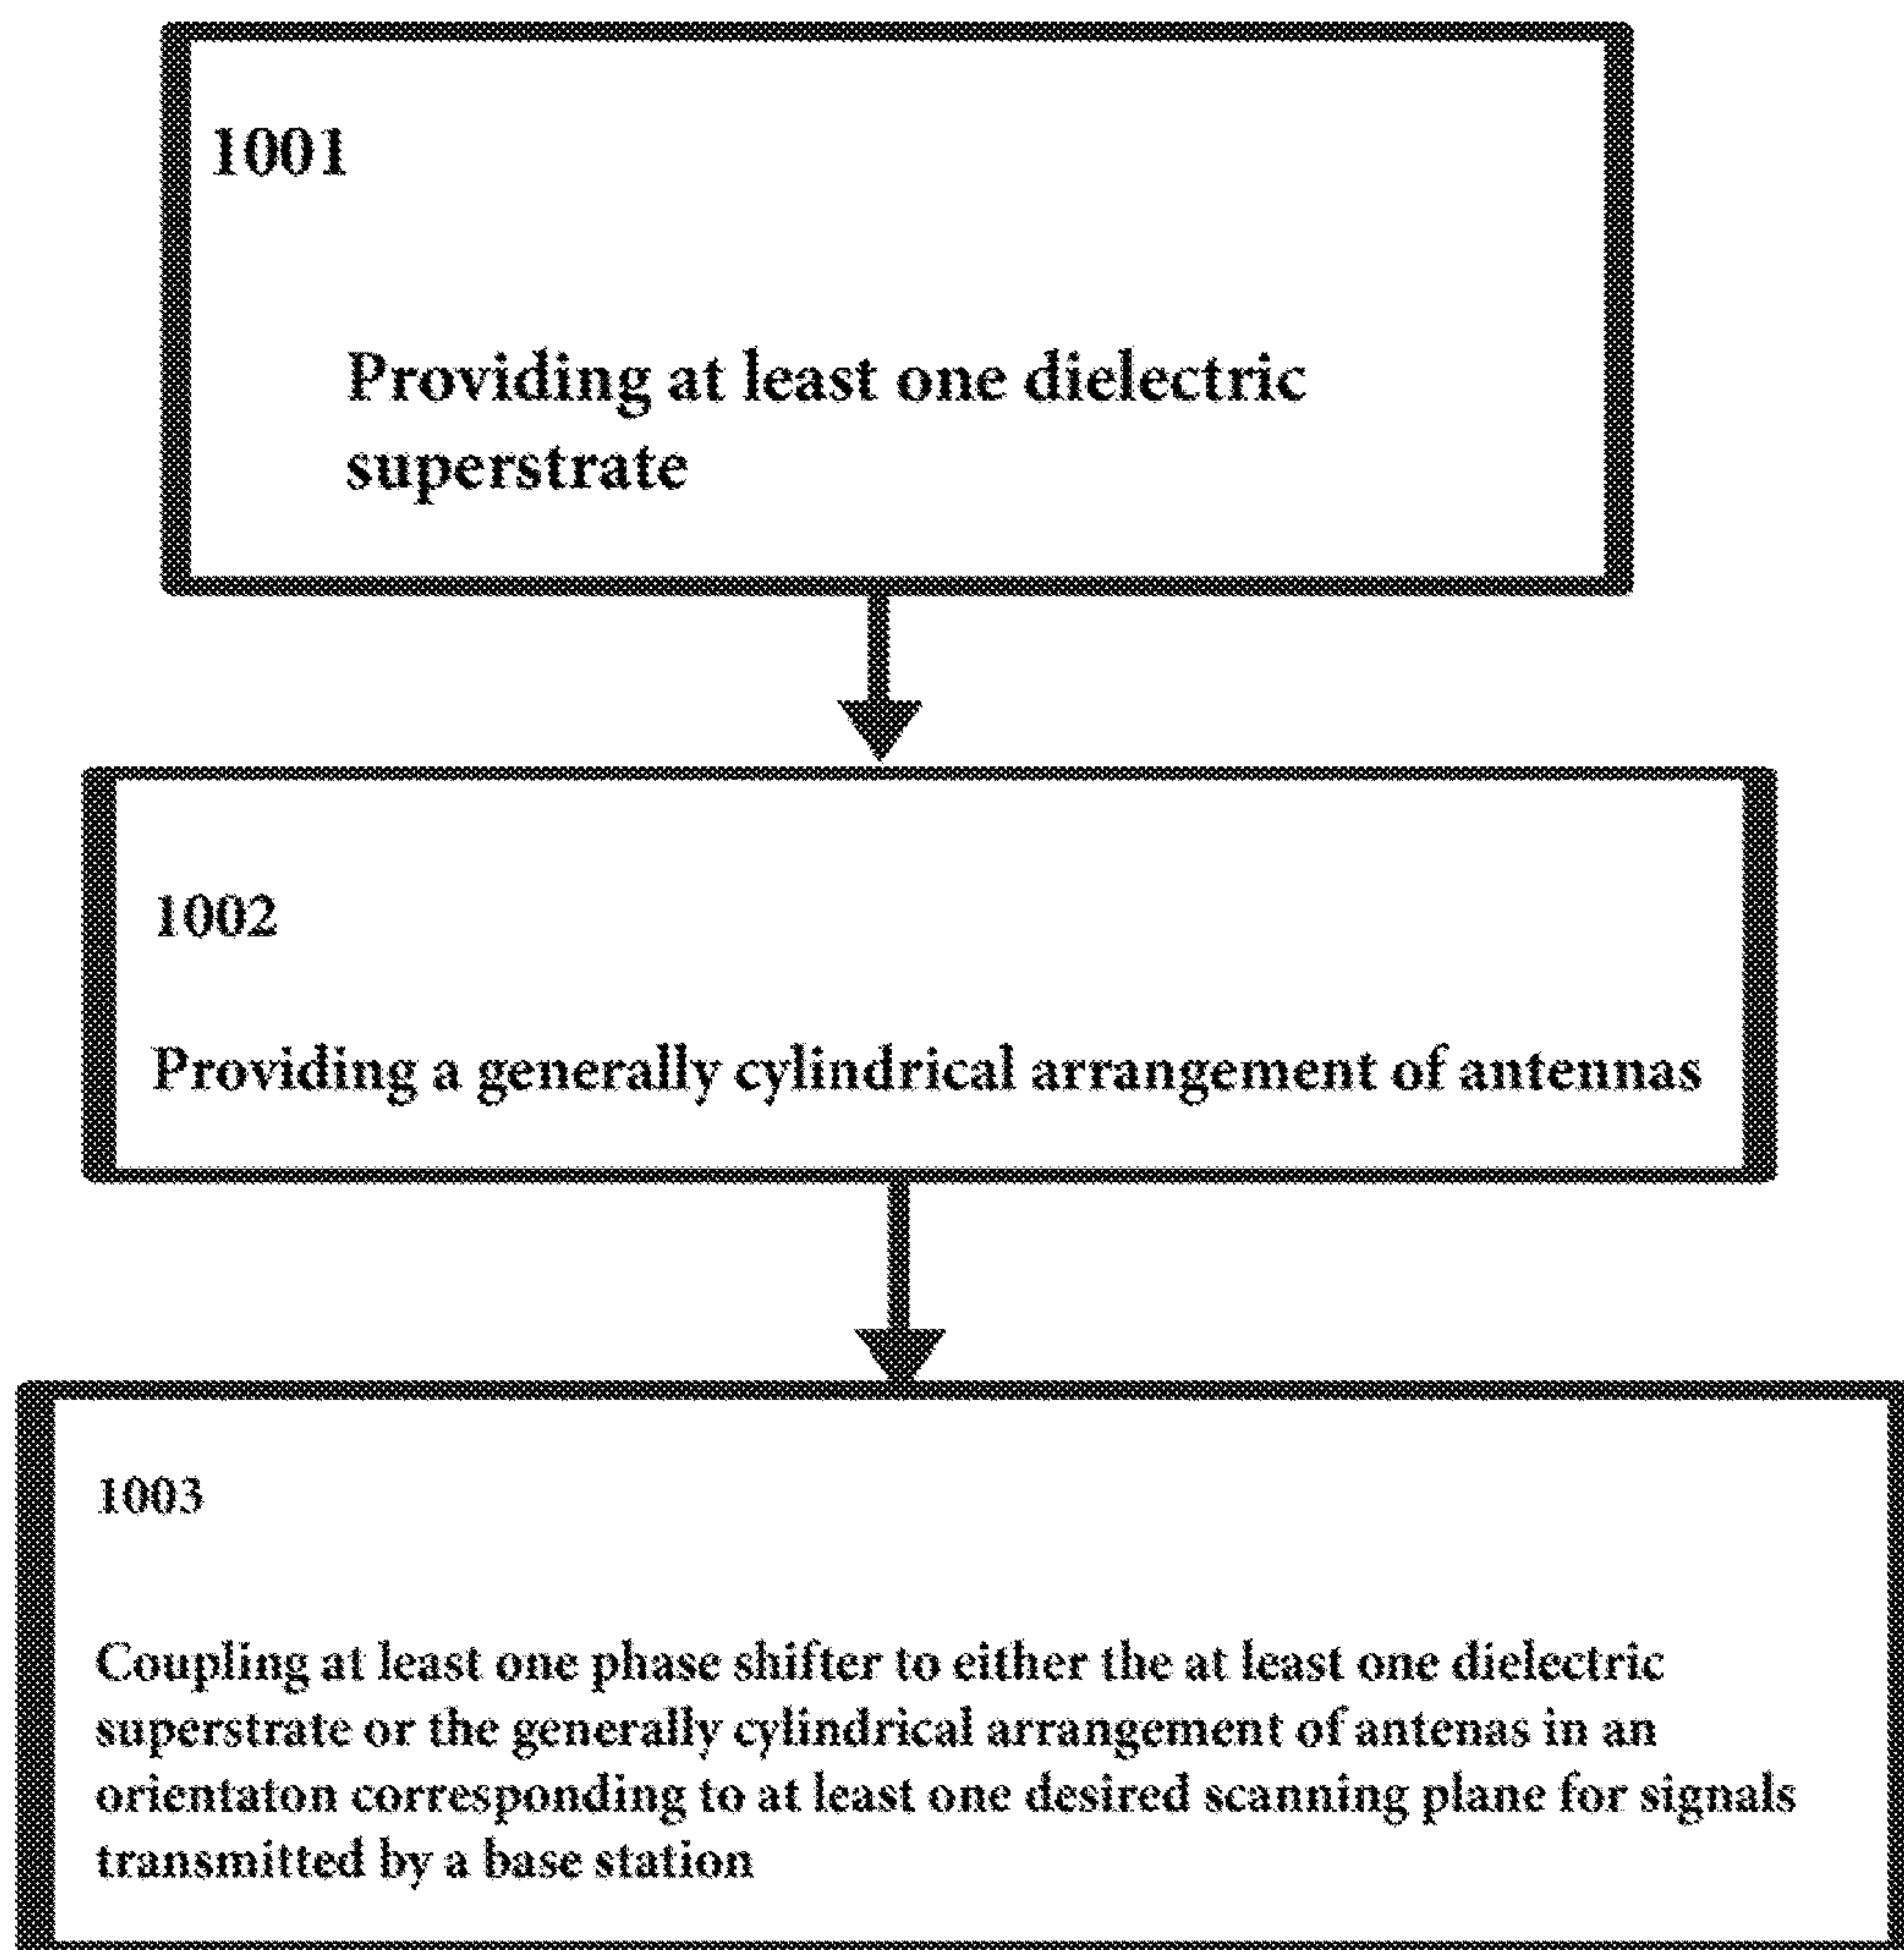 1001
Providing at least one dielectric
superstrate
1002
Providing a generally cylindrical arrangement of antennas
1003
Coupling at least one phase shifter to either the at least one dielectric
superstrate or the generally cylindrical arrangement of antenas in an
orientaton corresponding to at least one desired scanning plane for signals
transmitted by a base station